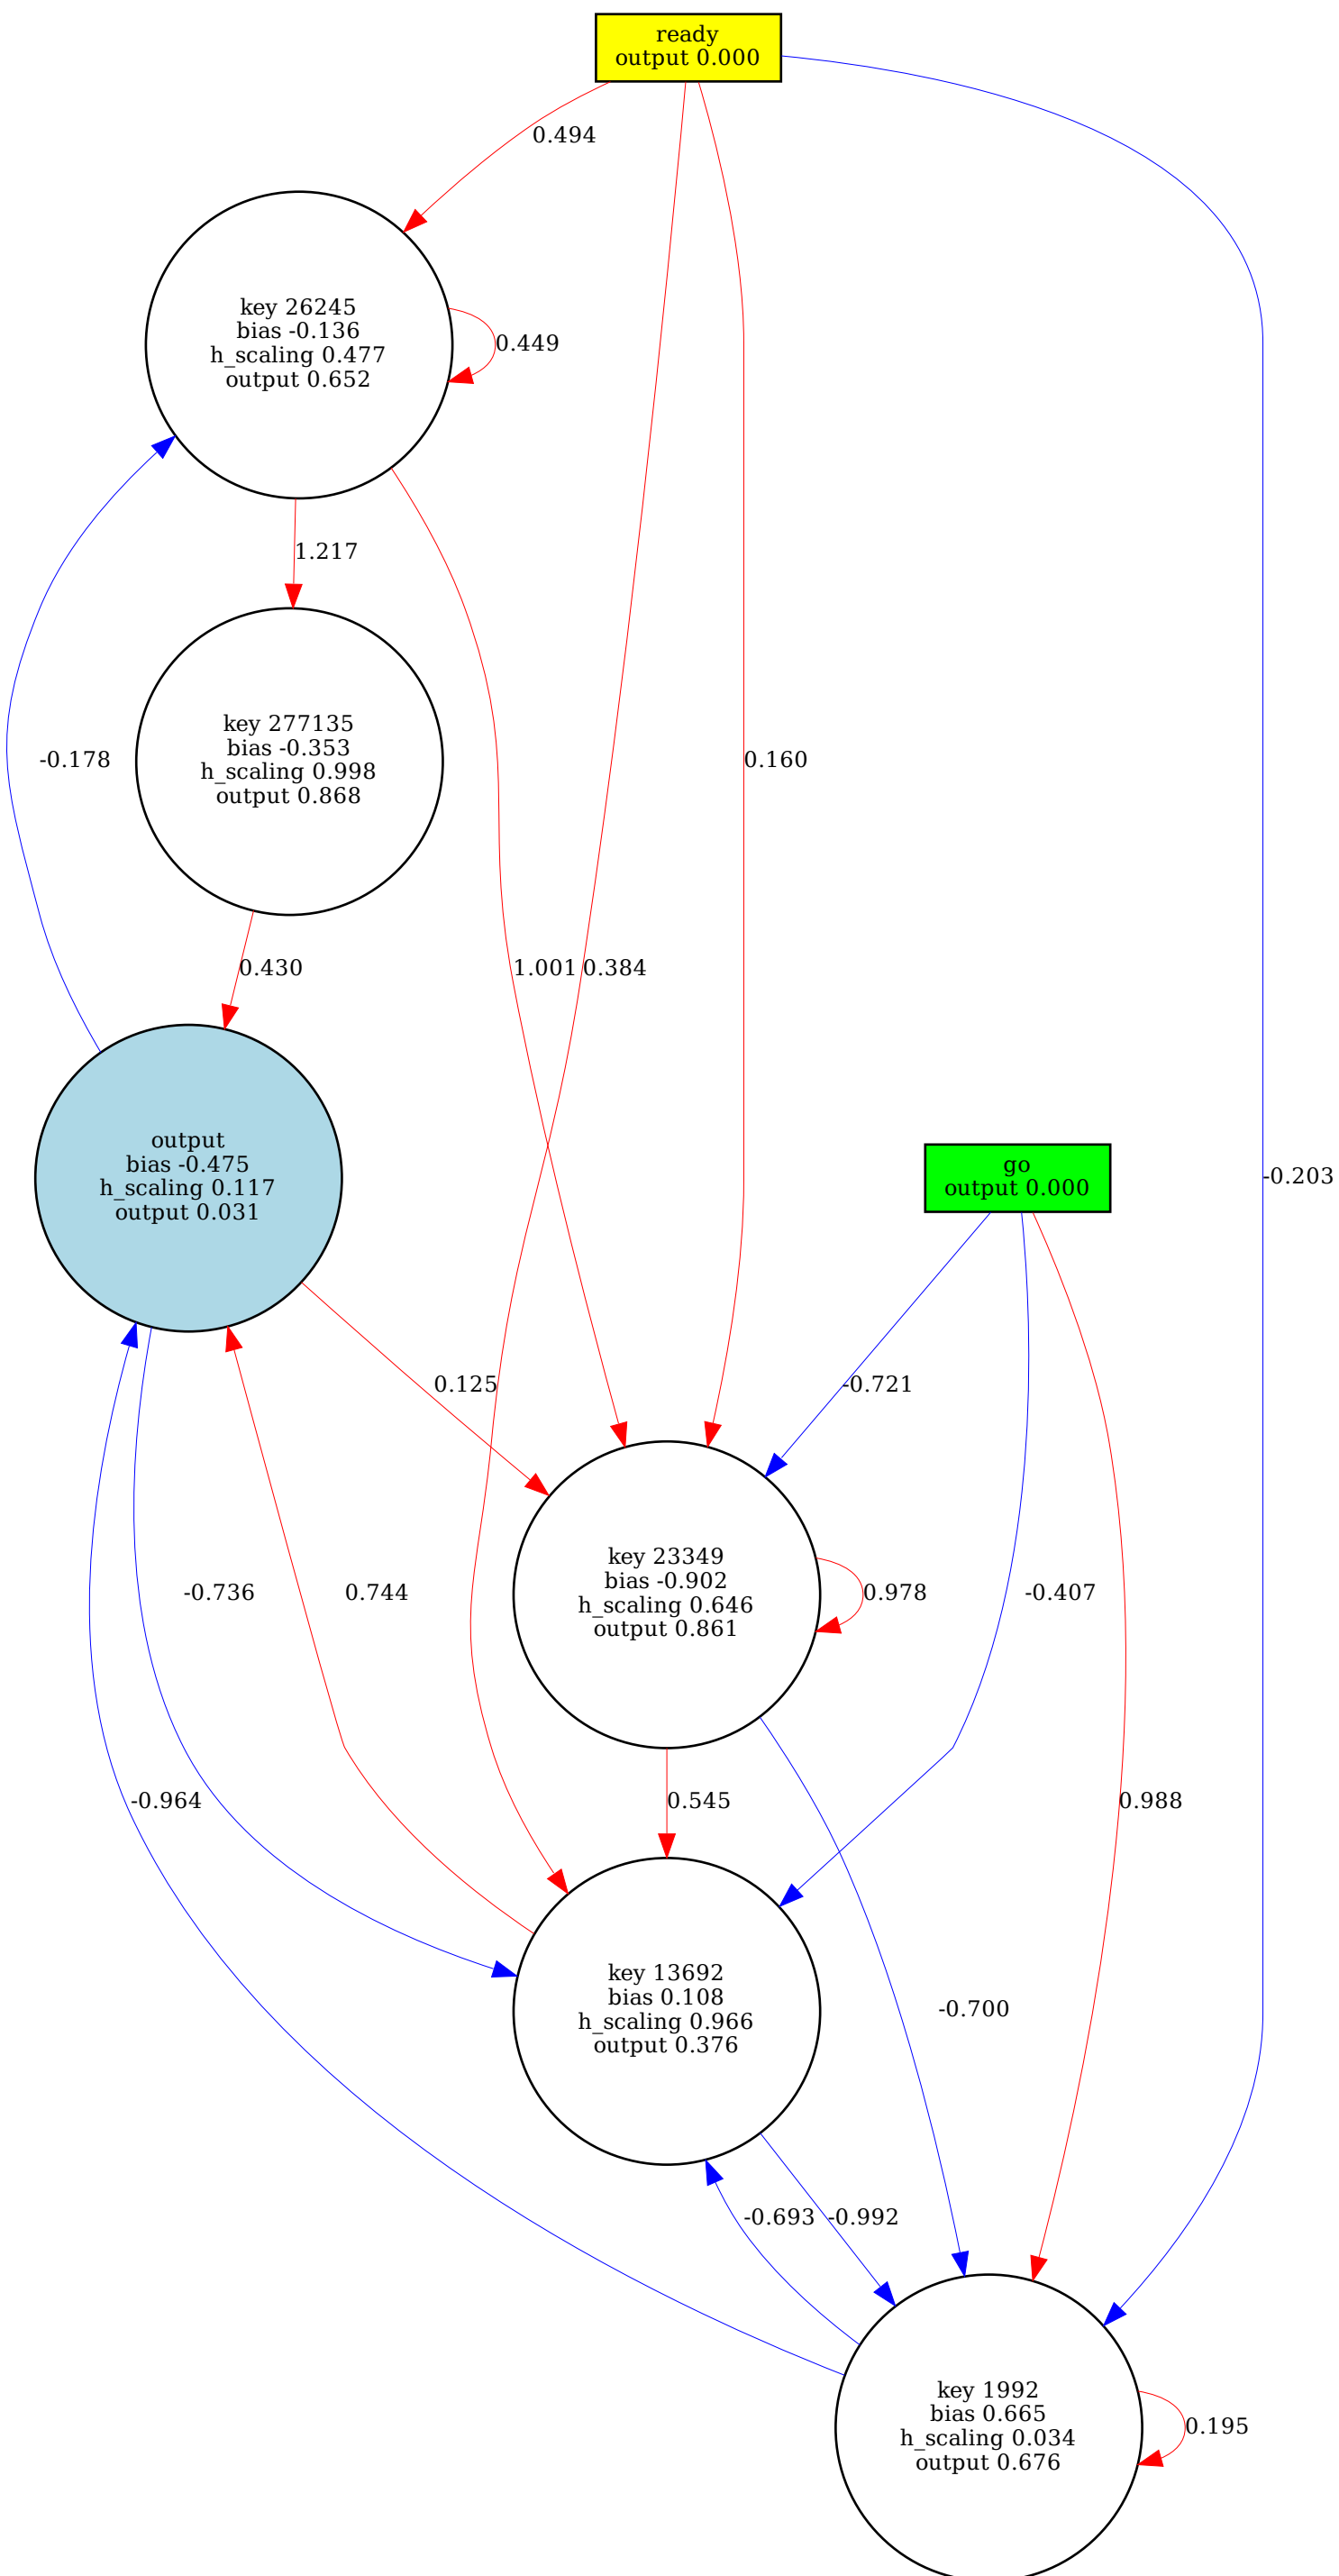 ready
output 0.000
0.494
key 26245
bias -0.136
h_scaling 0.477
output 0.652
0.449
1.217
key 277135
bias -0.353
h_scaling 0.998
output 0.868
-0.178
0.160
0.430
1.001
0.384
output
bias -0.475
h_scaling 0.117
output 0.031
go
output 0.000
-0.203
0.125
-0.721
key 23349
bias -0.902
h_scaling 0.646
output 0.861
0.978
-0.736
0.744
-0.407
-0.964
0.545
0.988
key 13692
bias 0.108
h_scaling 0.966
output 0.376
-0.700
-0.693
-0.992
key 1992
bias 0.665
h_scaling 0.034
output 0.676
0.195